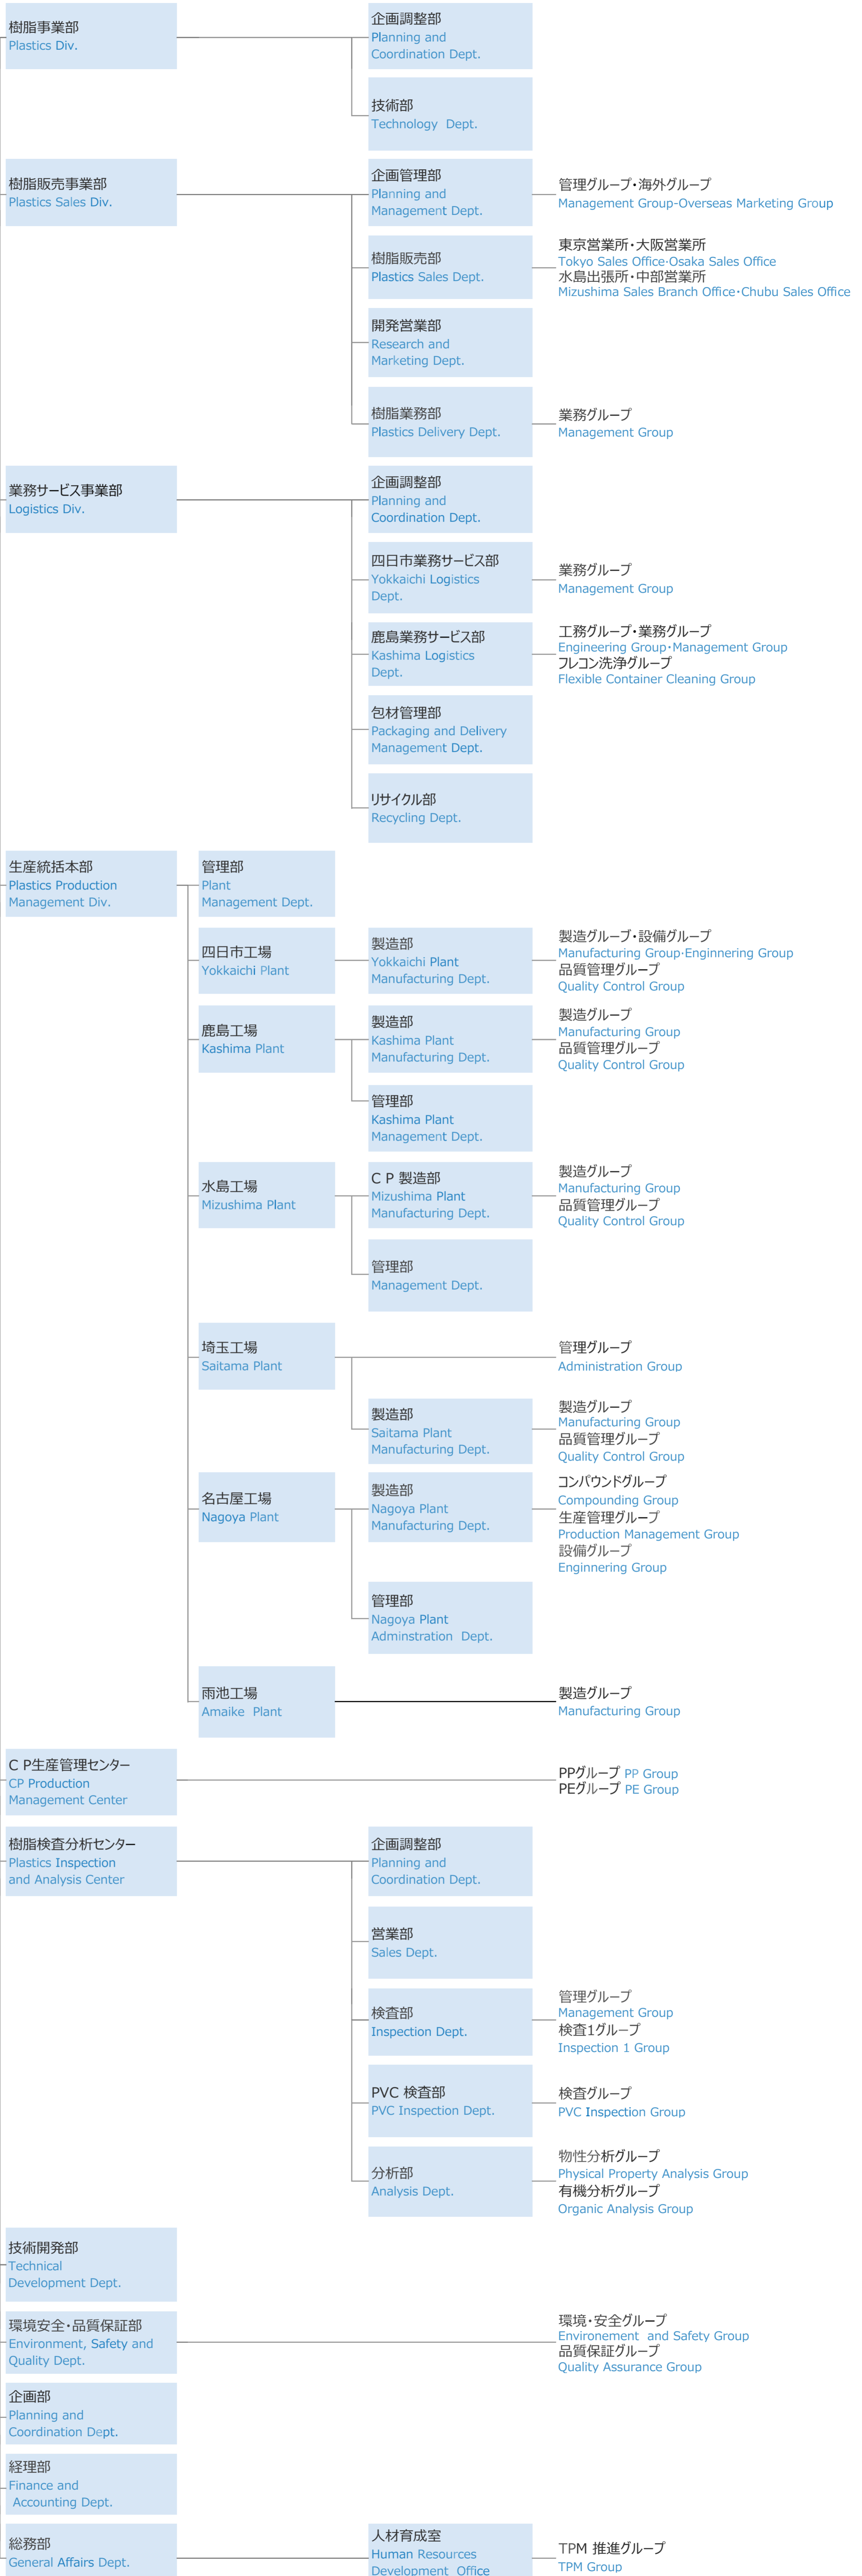 樹脂事業部
Plastics Div.
企画調整部
Planning and
Coordination Dept.
技術部
Technology Dept.
樹脂販売事業部
Plastics Sales Div.
企画管理部
Planning and
Management Dept.
管理グループ・海外グループ
Management Group-Overseas Marketing Group
樹脂販売部
Plastics Sales Dept.
東京営業所・大阪営業所
Tokyo Sales Office・Osaka Sales Office
水島出張所・中部営業所
Mizushima Sales Branch Office・Chubu Sales Office
開発営業部
Research and
Marketing Dept.
樹脂業務部
Plastics Delivery Dept.
業務グループ
Management Group
業務サービス事業部
Logistics Div.
企画調整部
Planning and
Coordination Dept.
四日市業務サービス部
Yokkaichi Logistics
Dept.
業務グループ
Management Group
鹿島業務サービス部
Kashima Logistics
Dept.
工務グループ・業務グループ
Engineering Group・Management Group
フレコン洗浄グループ
Flexible Container Cleaning Group
包材管理部
Packaging and Delivery
Management Dept.
リサイクル部
Recycling Dept.
生産統括本部
Plastics Production
Management Div.
管理部
Plant
Management Dept.
四日市工場
Yokkaichi Plant
製造部
Yokkaichi Plant
Manufacturing Dept.
製造グループ・設備グループ
Manufacturing Group・Enginnering Group
品質管理グループ
Quality Control Group
鹿島工場
Kashima Plant
製造部
Kashima Plant
Manufacturing Dept.
製造グループ
Manufacturing Group
品質管理グループ
Quality Control Group
管理部
Kashima Plant
Management Dept.
水島工場
Mizushima Plant
C P 製造部
Mizushima Plant
Manufacturing Dept.
製造グループ
Manufacturing Group
品質管理グループ
Quality Control Group
管理部
Management Dept.
埼玉工場
Saitama Plant
管理グループ
Administration Group
製造部
Saitama Plant
Manufacturing Dept.
製造グループ
Manufacturing Group
品質管理グループ
Quality Control Group
名古屋工場
Nagoya Plant
製造部
Nagoya Plant
Manufacturing Dept.
コンパウンドグループ
Compounding Group
生産管理グループ
Production Management Group
設備グループ
Enginnering Group
管理部
Nagoya Plant
Adminstration Dept.
雨池工場
Amaike Plant
製造グループ
Manufacturing Group
C P生産管理センター
CP Production
Management Center
PPグループ PP Group
PEグループ PE Group
樹脂検査分析センター
Plastics Inspection
and Analysis Center
企画調整部
Planning and
Coordination Dept.
営業部
Sales Dept.
検査部
Inspection Dept.
管理グループ
Management Group
検査1グループ
Inspection 1 Group
PVC 検査部
PVC Inspection Dept.
検査グループ
PVC Inspection Group
分析部
Analysis Dept.
物性分析グループ
Physical Property Analysis Group
有機分析グループ
Organic Analysis Group
技術開発部
Technical
Development Dept.
環境安全・品質保証部
Environment, Safety and
Quality Dept.
環境・安全グループ
Environement and Safety Group
品質保証グループ
Quality Assurance Group
企画部
Planning and
Coordination Dept.
経理部
Finance and
Accounting Dept.
総務部
General Affairs Dept.
人材育成室
Human Resources
Development Office
TPM 推進グループ
TPM Group